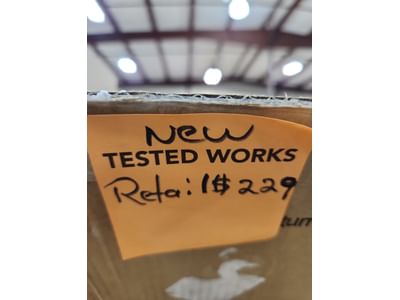 New
TESTED WORKS
Retail $229